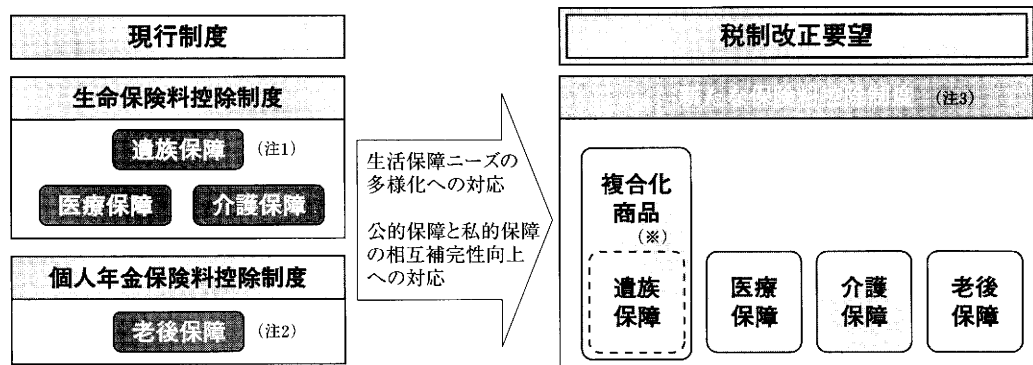 現行制度
生命保険料控除制度
遺族保障 (注1)
医療保障 介護保障
個人年金保険料控除制度
老後保障 (注2)
生活保障ニーズの
多様化への対応
公的保障と私的保障
の相互補完性向上
への対応
税制改正要望
(注3)
複合化
商品
(※)
遺族
保障
医療
保障
介護
保障
老後
保障